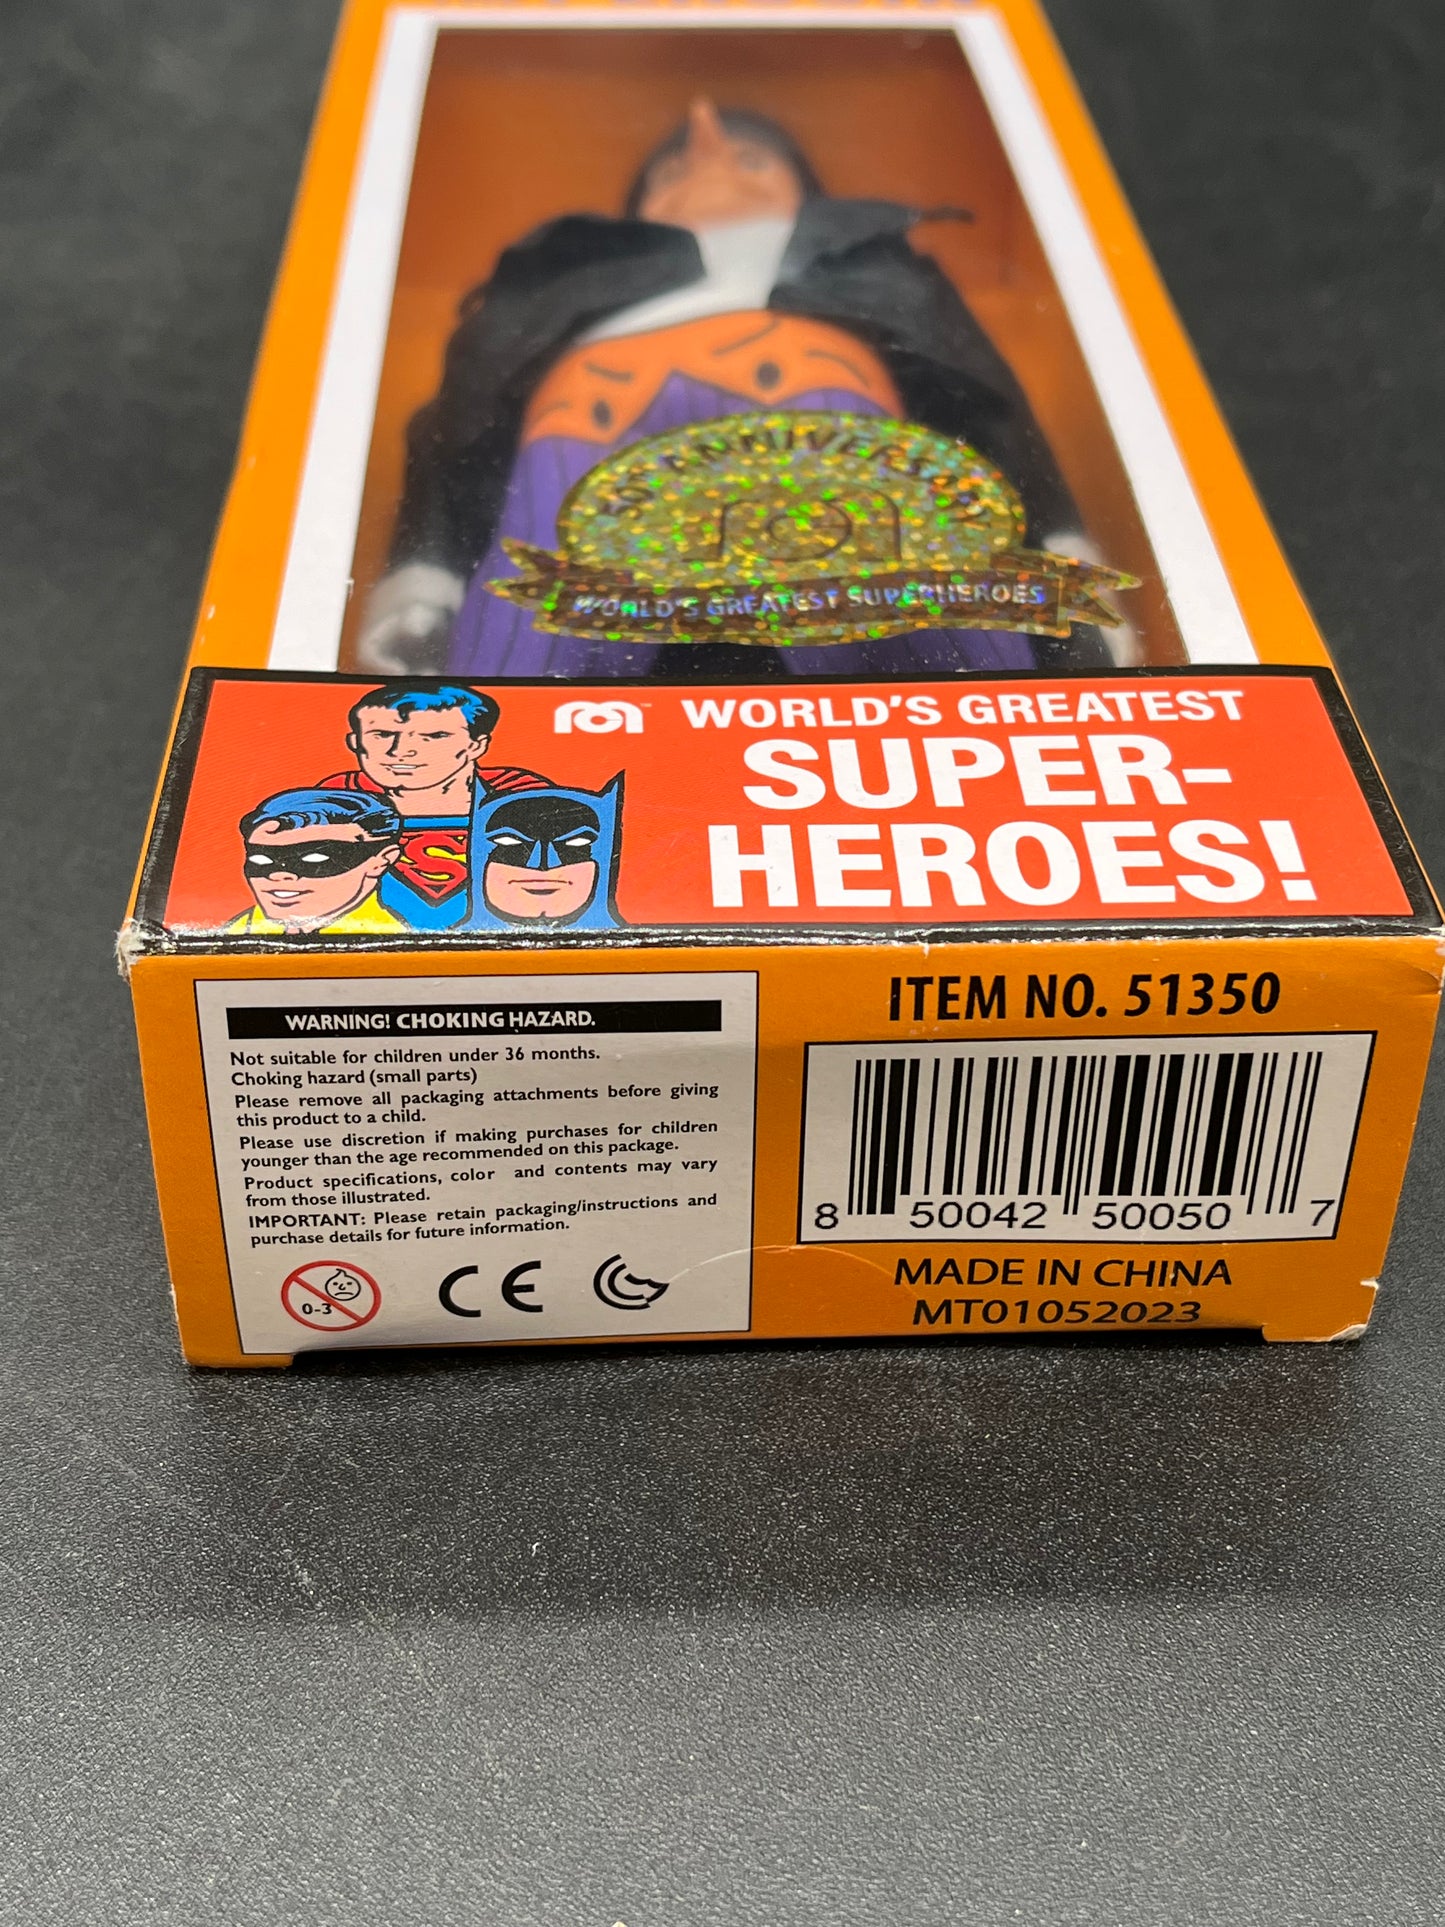 50TH ANNIVERSARY
WORLD'S GREATEST SUPERHEROES
WORLD'S GREATEST
SUPER-
HEROES!
S
WARNING! CHOKING HAZARD.
Not suitable for children under 36 months.
Choking hazard (small parts)
Please remove all packaging attachments before giving
this product to a child.
Please use discretion if making purchases for children
younger than the age recommended on this package.
Product specifications, color and contents may vary
from those illustrated.
IMPORTANT: Please retain packaging/instructions and
purchase details for future information.
0-3
CE
ITEM NO. 51350
8 50042 50050 7
MADE IN CHINA
MT01052023